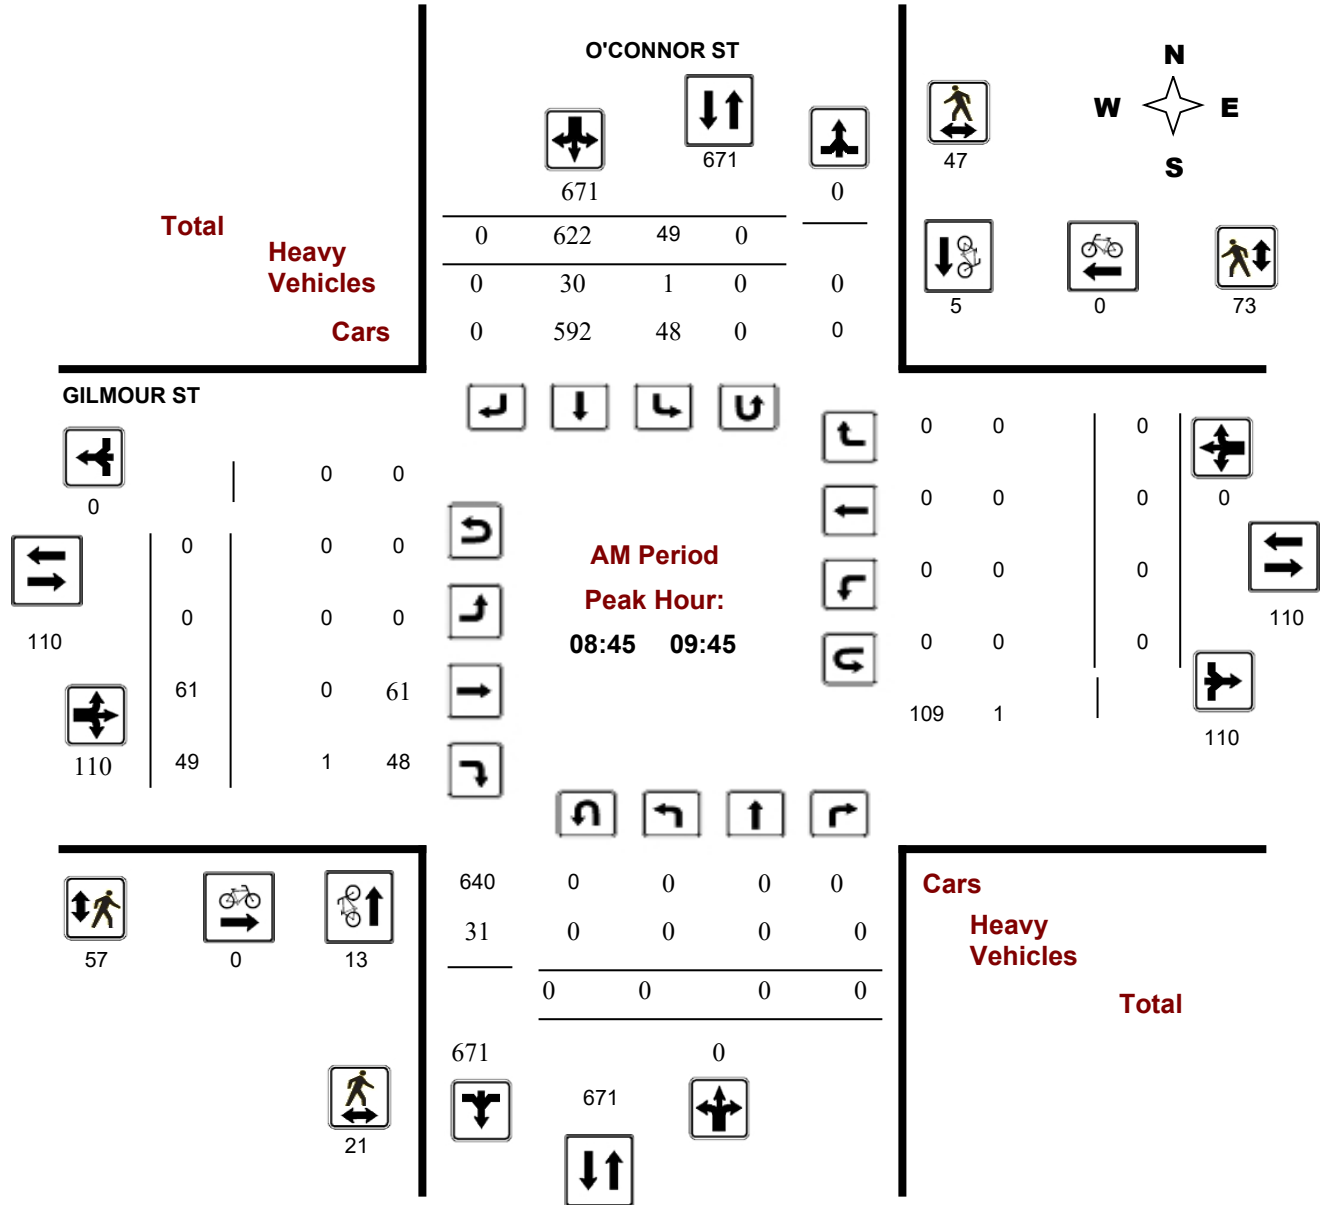 O'CONNOR ST
N
W E
S
671
47
671 0
Total
0 622 49 0
Heavy
Vehicles
0 30 1 0 0
5 0 73
Cars
0 592 48 0 0
GILMOUR ST
0 0 0
0 0
0
0 0 0 0
0 0 0
AM Period
0 0 0
Peak Hour:
0 0 0
110
08:45 09:45
0 0 0
110
61 0 61
109 1
110
110
49 1 48
640 0 0 0 0
Cars
31 0 0 0 0
Heavy
Vehicles
57 0 13
0 0 0 0
Total
671 0
671
21